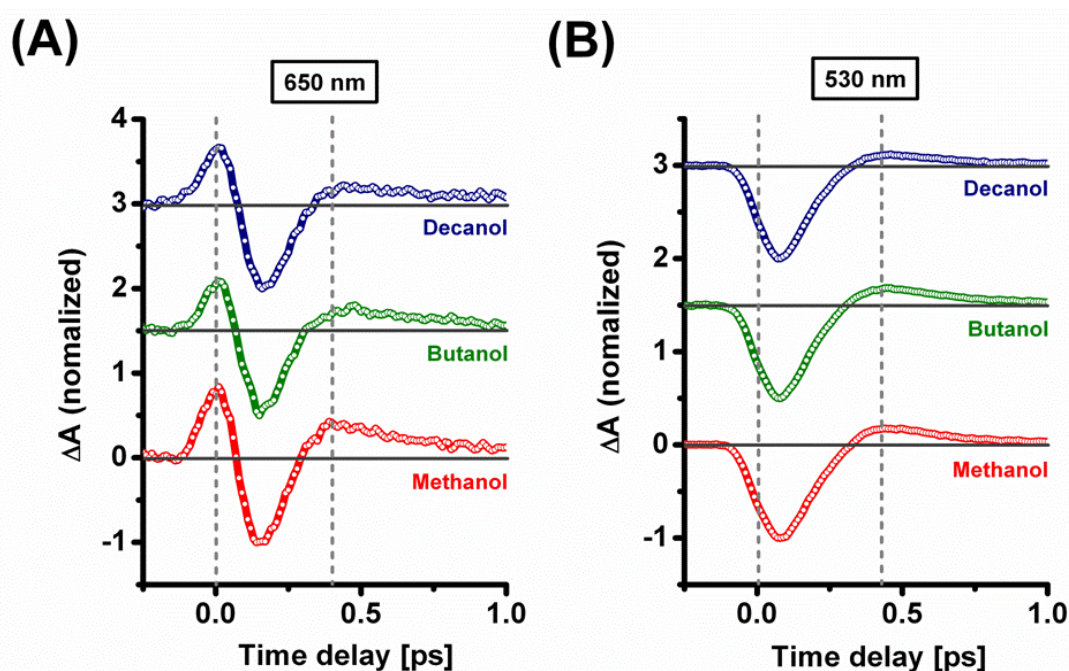 (A)
650 nm
4
3
2
1
0
-1
ΔA (nomalized)
Decanol
Butanol
Methanol
0.0
0.5
1.0
Time delay [ps]
(B)
530 nm
3
2
1
0
-1
ΔA (nomalized)
Decanol
Butanol
Methanol
0.0
0.5
1.0
Time delay [ps]